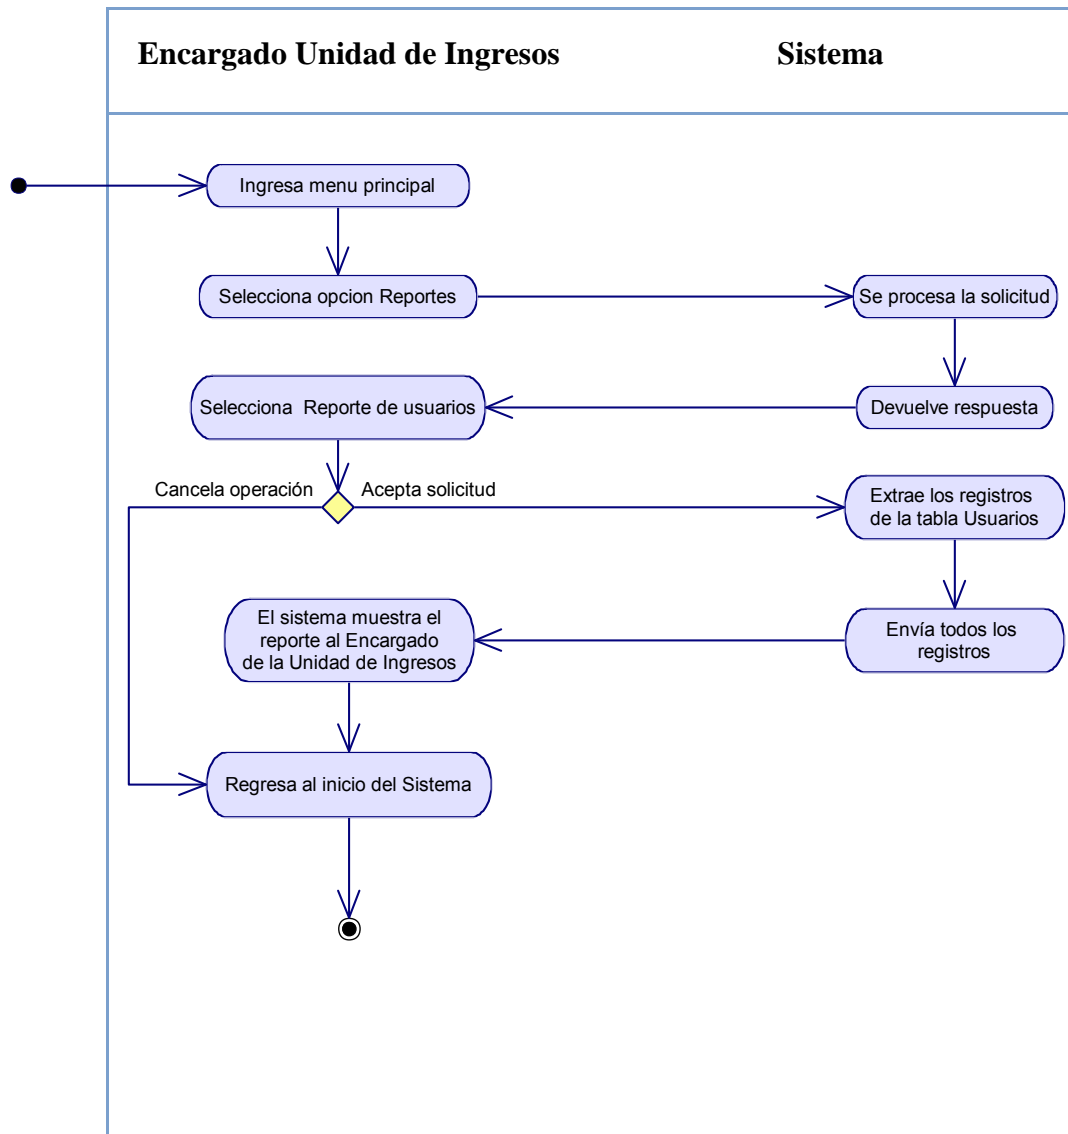 Encargado Unidad de Ingresos
Sistema
Ingresa menu principal
Selecciona opcion Reportes
Se procesa la solicitud
Selecciona Reporte de usuarios
Devuelve respuesta
Cancela operación
Acepta solicitud
Extrae los registros
de la tabla Usuarios
El sistema muestra el
reporte al Encargado
de la Unidad de Ingresos
Envía todos los
registros
Regresa al inicio del Sistema